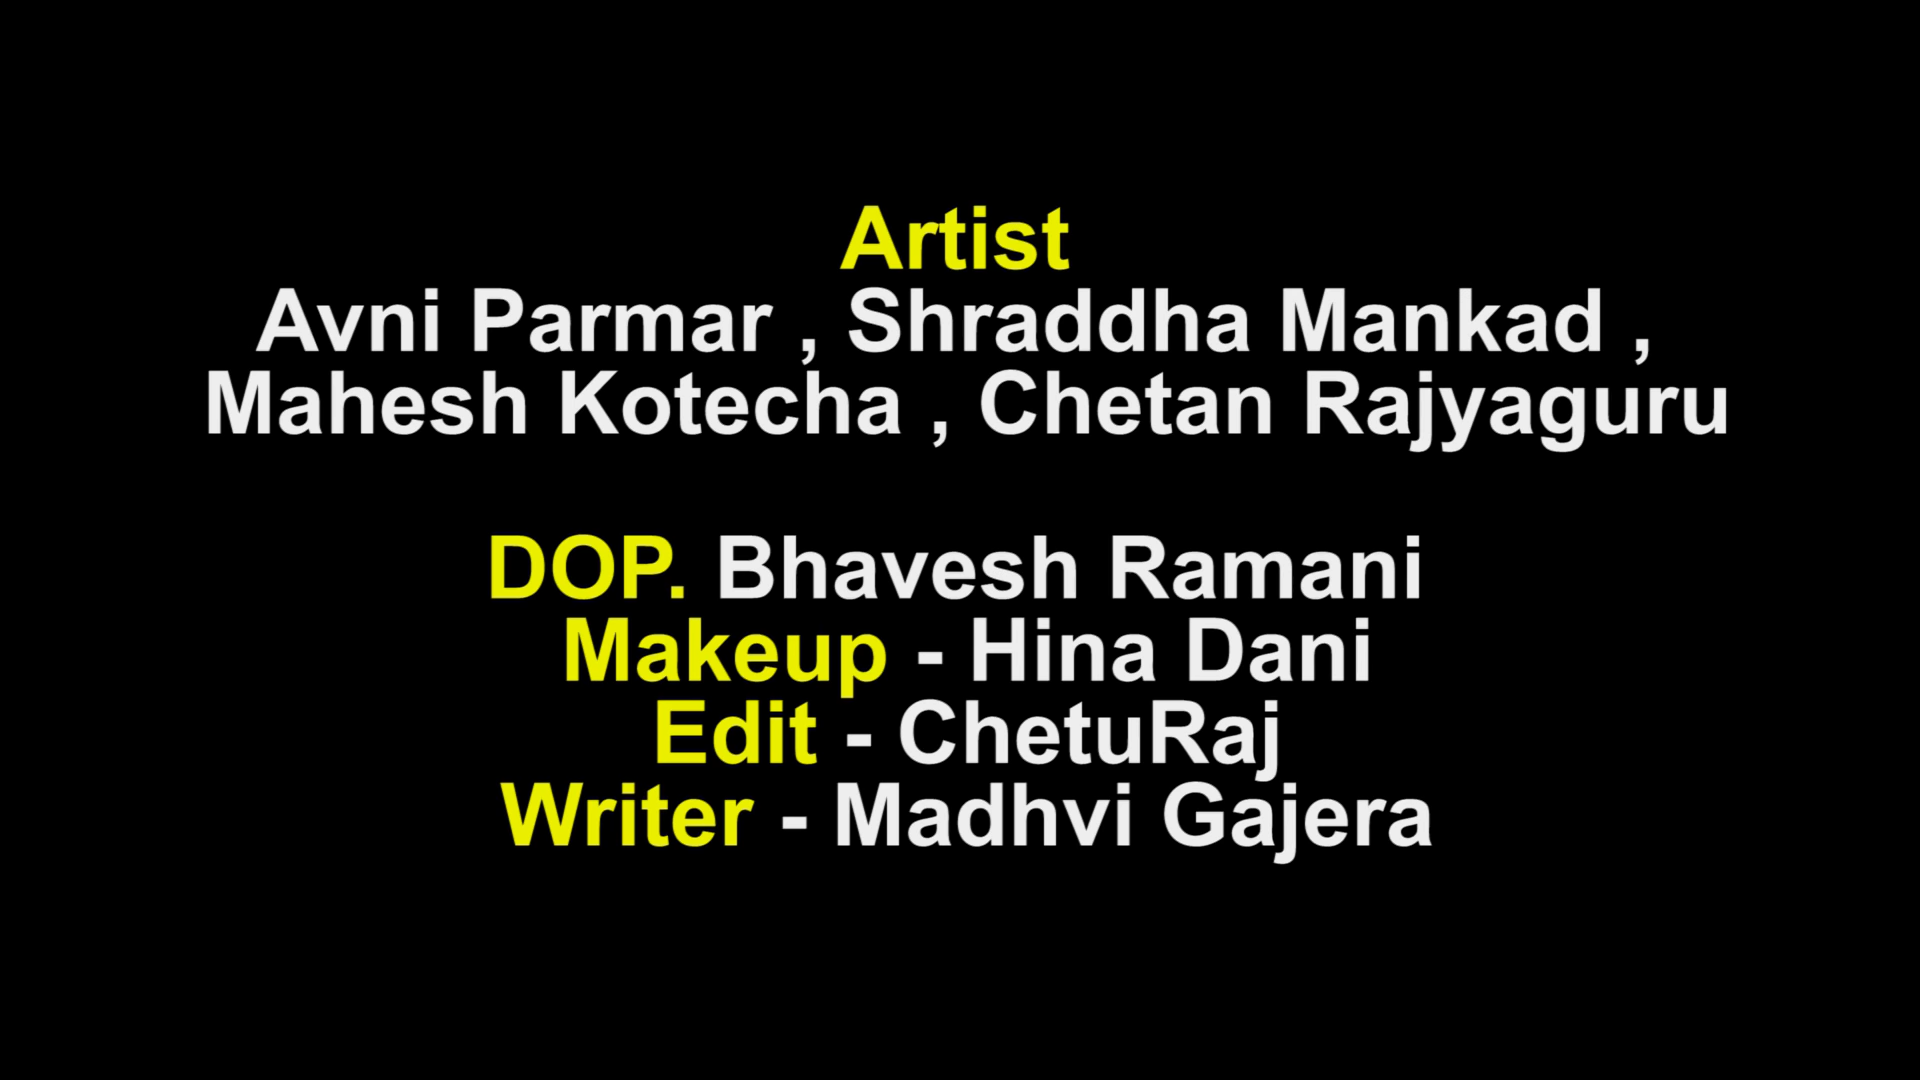 Artist
Avni Parmar , Shraddha Mankad ,
Mahesh Kotecha , Chetan Rajyaguru
DOP. Bhavesh Ramani
Makeup - Hina Dani
Edit - ChetuRaj
Writer - Madhvi Gajera